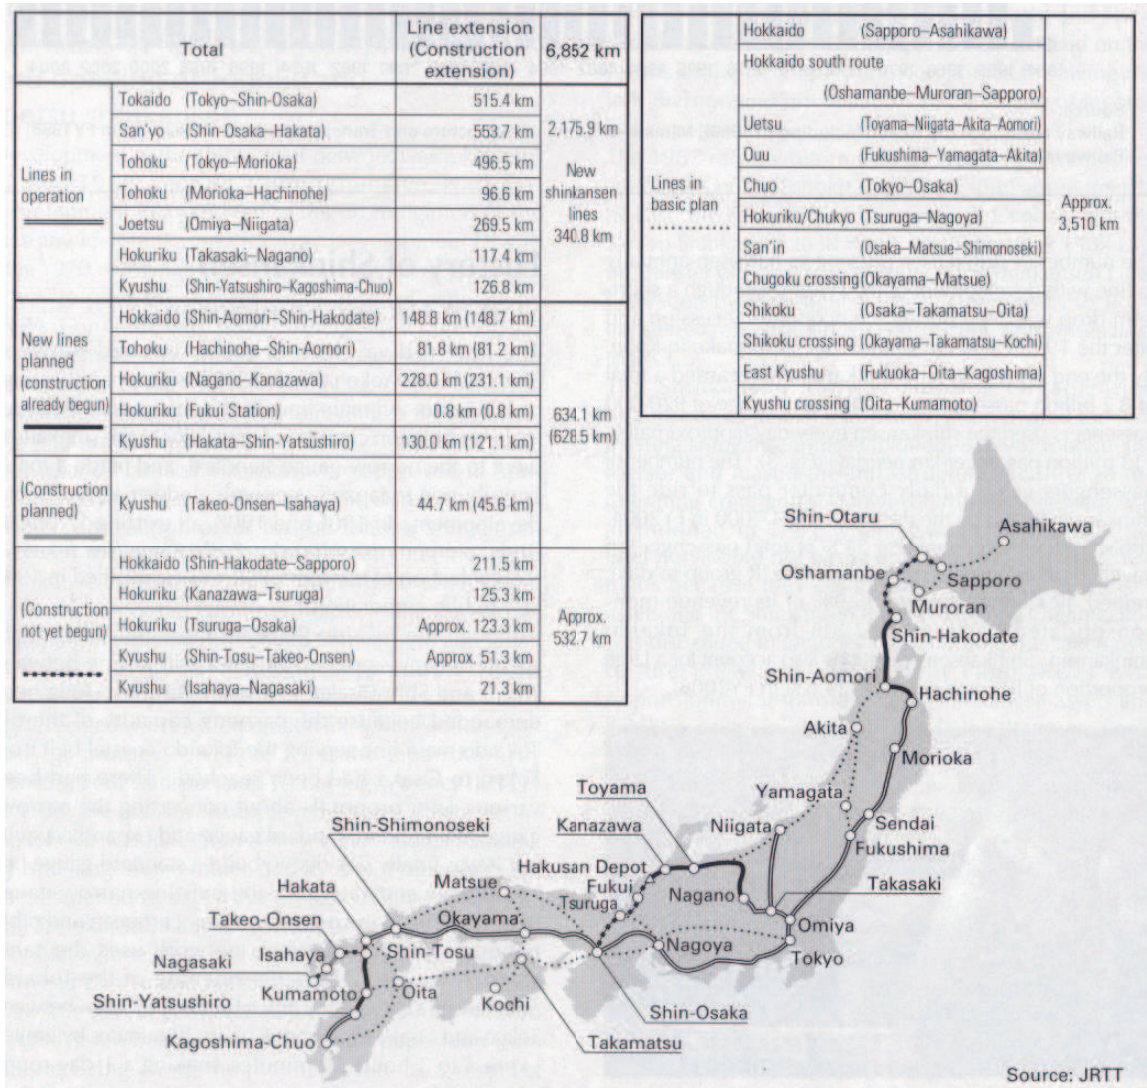 Total
Line extension
(Construction
extension)
6,852 km
Lines in
operation
Tokaido (Tokyo–Shin-Osaka) 515.4 km
San'yo (Shin-Osaka–Hakata) 553.7 km
Tohoku (Tokyo–Morioka) 496.5 km
Tohoku (Morioka–Hachinohe) 96.6 km
Joetsu (Omiya–Niigata) 269.5 km
Hokuriku (Takasaki–Nagano) 117.4 km
Kyushu (Shin-Yatsushiro–Kagoshima-Chuo) 126.8 km
2,175.9 km
New
shinkansen
lines
340.8 km
New lines
planned
(construction
already begun)
Hokkaido (Shin-Aomori–Shin-Hakodate) 148.8 km (148.7 km)
Tohoku (Hachinohe–Shin-Aomori) 81.8 km (81.2 km)
Hokuriku (Nagano–Kanazawa) 228.0 km (231.1 km)
Hokuriku (Fukui Station) 0.8 km (0.8 km)
Kyushu (Hakata–Shin-Yatsushiro) 130.0 km (121.1 km)
634.1 km
(628.5 km)
(Construction
planned)
Kyushu (Takeo-Onsen–Isahaya) 44.7 km (45.6 km)
(Construction
not yet begun)
Hokkaido (Shin-Hakodate–Sapporo) 211.5 km
Hokuriku (Kanazawa–Tsuruga) 125.3 km
Hokuriku (Tsuruga–Osaka) Approx. 123.3 km
Kyushu (Shin-Tosu–Takeo-Onsen) Approx. 51.3 km
Kyushu (Isahaya–Nagasaki) 21.3 km
Approx.
532.7 km
Lines in
basic plan
Hokkaido (Sapporo–Asahikawa)
Hokkaido south route
(Oshamanbe–Muroran–Sapporo)
Uetsu (Toyama–Niigata–Akita–Aomori)
Ouu (Fukushima–Yamagata–Akita)
Chuo (Tokyo–Osaka)
Hokuriku/Chukyo (Tsuruga–Nagoya)
San'in (Osaka–Matsue–Shimonoseki)
Chugoku crossing (Okayama–Matsue)
Shikoku (Osaka–Takamatsu–Oita)
Shikoku crossing (Okayama–Takamatsu–Kochi)
East Kyushu (Fukuoka–Oita–Kagoshima)
Kyushu crossing (Oita–Kumamoto)
Approx.
3,510 km
Shin-Otaru
Asahikawa
Oshamanbe
Sapporo
Muroran
Shin-Hakodate
Shin-Aomori
Hachinohe
Akita
Morioka
Toyama
Yamagata
Kanazawa
Niigata
Sendai
Shin-Shimonoseki
Fukushima
Hakusan Depot
Hakata
Matsue
Fukui
Takasaki
Tsuruga
Nagano
Takeo-Onsen
Okayama
Omiya
Isahaya
Shin-Tosu
Nagoya
Tokyo
Nagasaki
Kumamoto
Oita
Shin-Yatsushiro
Kochi
Shin-Osaka
Kagoshima-Chuo
Takamatsu
Source: JRTT